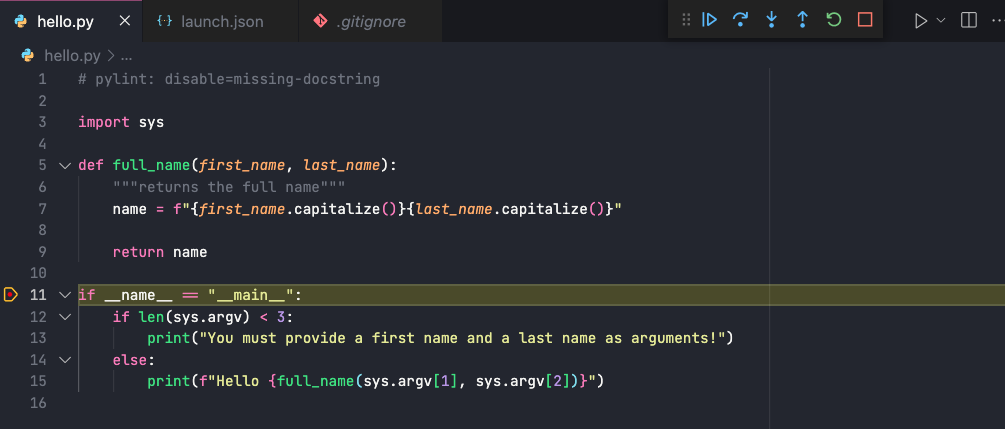 hello.py
launch.json
.gitignore
hello.py > ...
1 # pylint: disable=missing-docstring
2
3 import sys
4
5 def full_name(first_name, last_name):
6     """returns the full name"""
7     name = f"{first_name.capitalize()}{last_name.capitalize()}"
8
9     return name
10
11 if __name__ == "__main__":
12     if len(sys.argv) < 3:
13         print("You must provide a first name and a last name as arguments!")
14     else:
15         print(f"Hello {full_name(sys.argv[1], sys.argv[2])}")
16